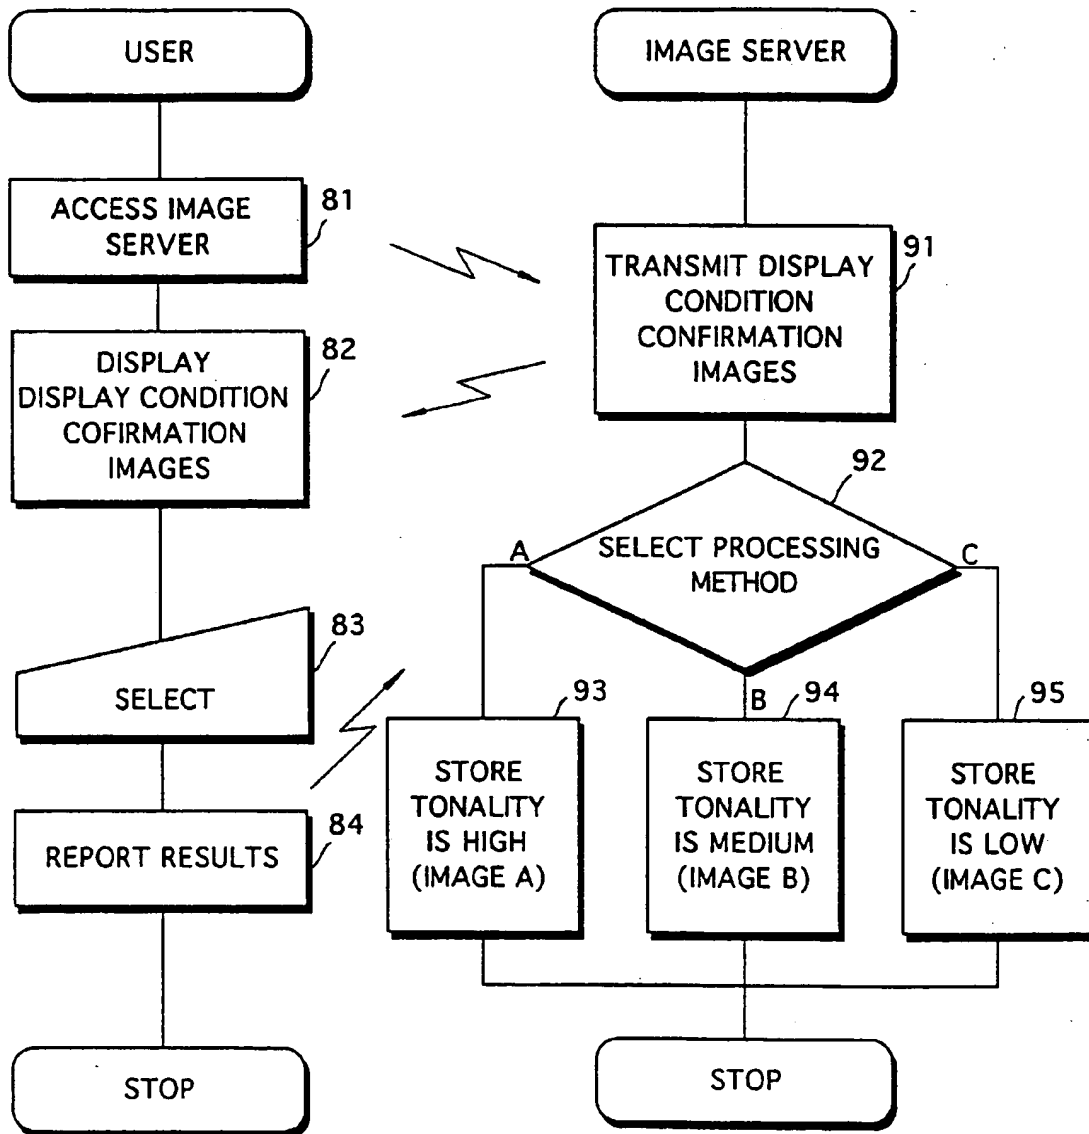 USER
ACCESS IMAGE
SERVER
81
DISPLAY
DISPLAY CONDITION
COFIRMATION
IMAGES
82
SELECT
83
REPORT RESULTS
84
STOP
IMAGE SERVER
TRANSMIT DISPLAY
CONDITION
CONFIRMATION
IMAGES
91
SELECT PROCESSING
METHOD
92
A
B
C
STORE
TONALITY
IS HIGH
(IMAGE A)
93
STORE
TONALITY
IS MEDIUM
(IMAGE B)
94
STORE
TONALITY
IS LOW
(IMAGE C)
95
STOP